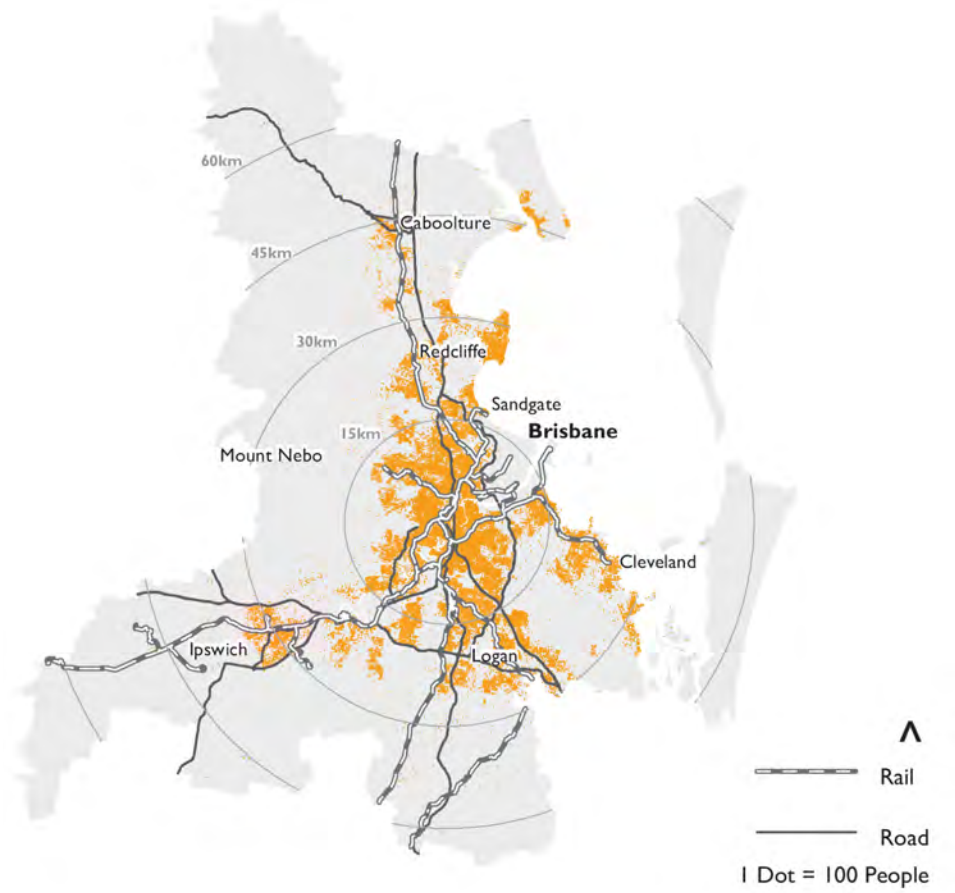 60km
Caboolture
45km
30km
Redcliffe
Sandgate
15km
Brisbane
Mount Nebo
Cleveland
Ipswich
Logan
Rail
Road
1 Dot = 100 People